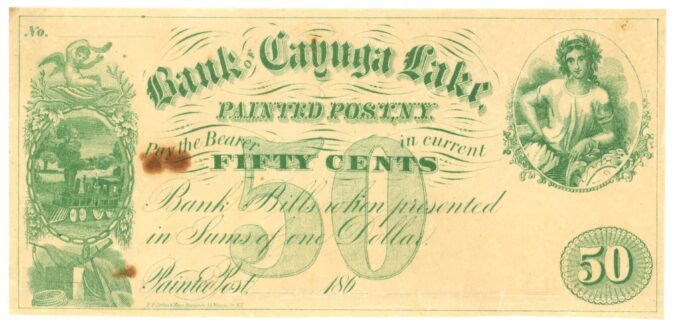 No.
Bank of Cayuga Lake,
PAINTED POST, N.Y.
Pay the Bearer in current
50
FIFTY CENTS
Bank Bills when presented
in Sums of one Dollar.
Painted Post, 186
50